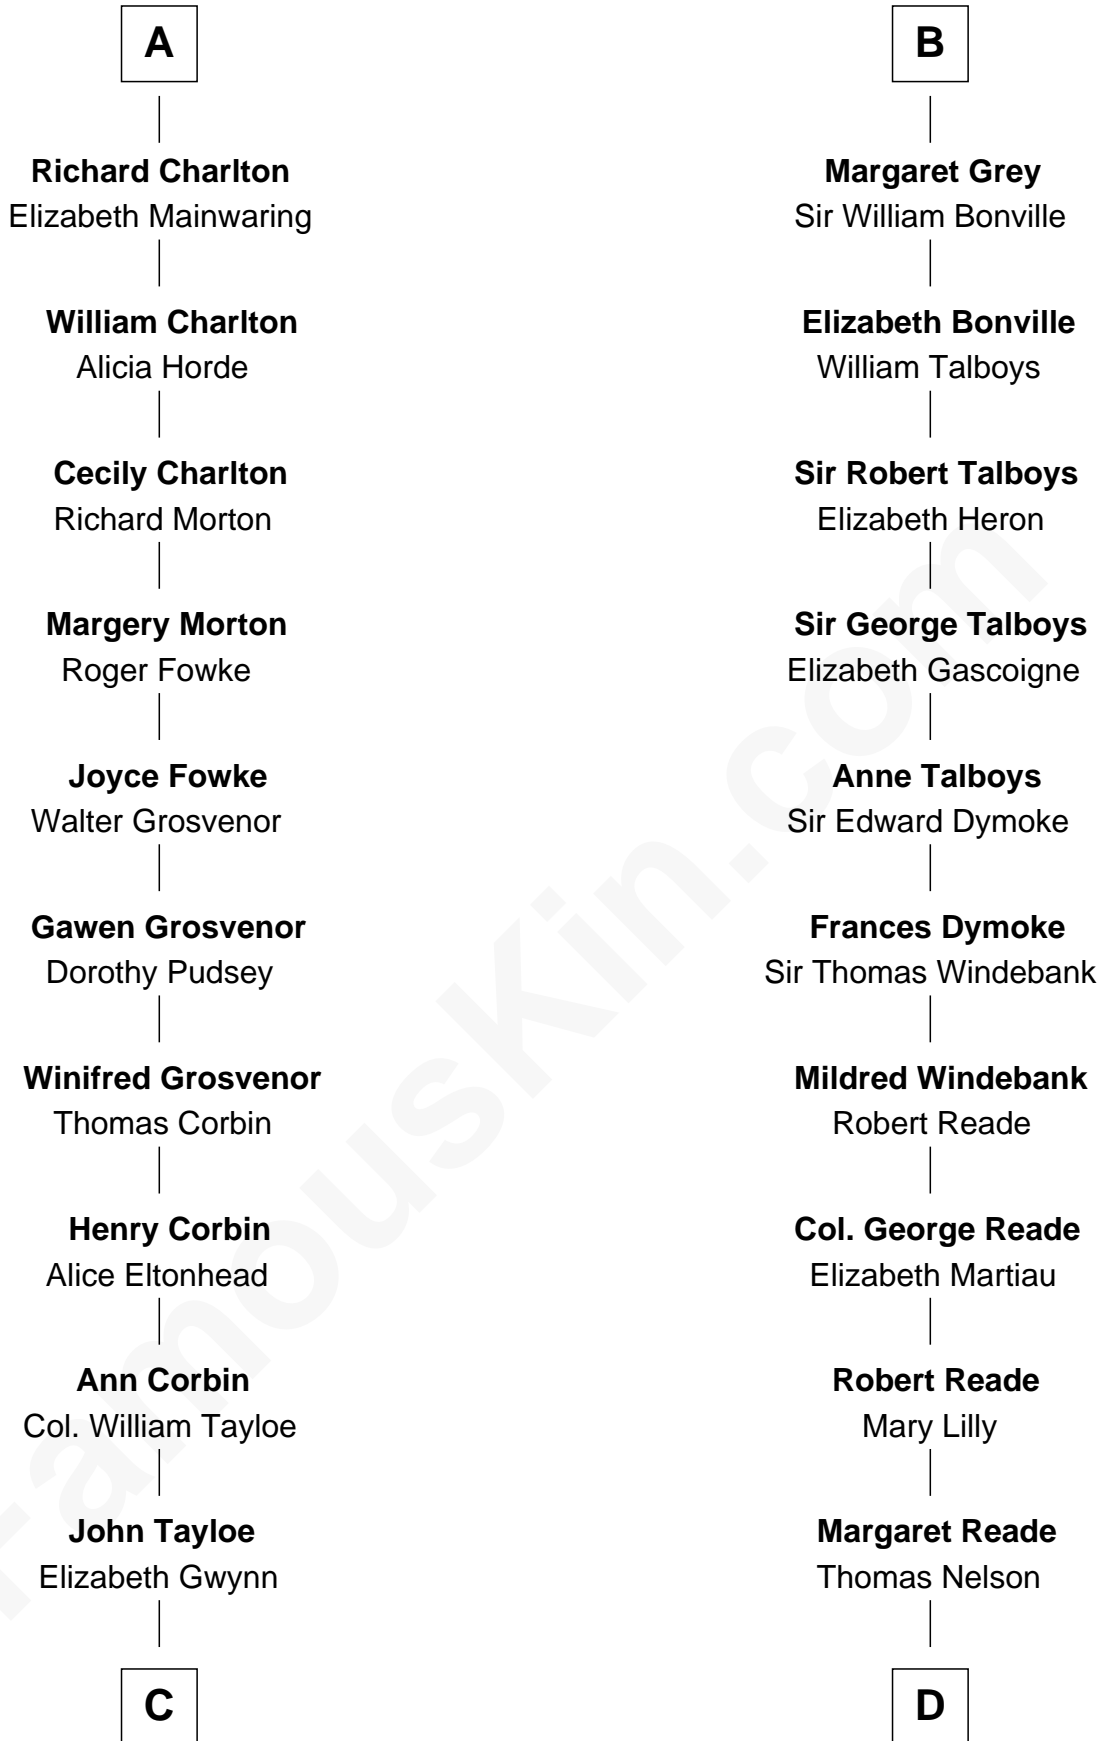 A
Richard Charlton
Elizabeth Mainwaring
William Charlton
Alicia Horde
Cecily Charlton
Richard Morton
Margery Morton
Roger Fowke
Joyce Fowke
Walter Grosvenor
Gawen Grosvenor
Dorothy Pudsey
Winifred Grosvenor
Thomas Corbin
Henry Corbin
Alice Eltonhead
Ann Corbin
Col. William Tayloe
John Tayloe
Elizabeth Gwynn
C
B
Margaret Grey
Sir William Bonville
Elizabeth Bonville
William Talboys
Sir Robert Talboys
Elizabeth Heron
Sir George Talboys
Elizabeth Gascoigne
Anne Talboys
Sir Edward Dymoke
Frances Dymoke
Sir Thomas Windebank
Mildred Windebank
Robert Reade
Col. George Reade
Elizabeth Martiau
Robert Reade
Mary Lilly
Margaret Reade
Thomas Nelson
D
FamousKin.com